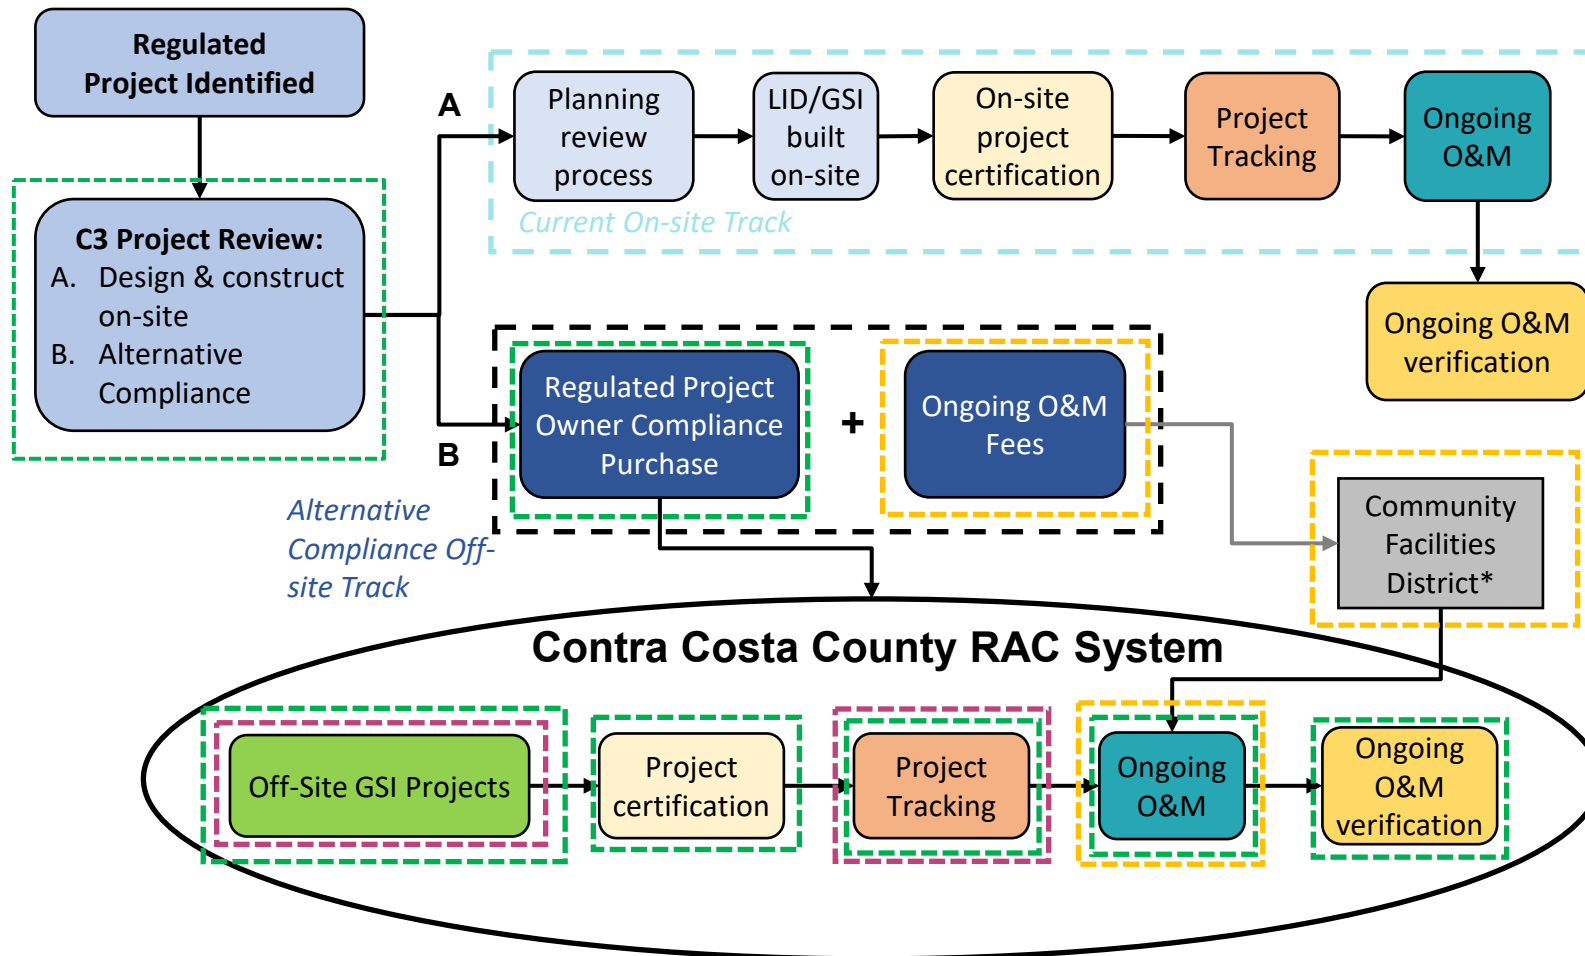 Regulated
Project Identified
C3 Project Review:
A. Design & construct
on-site
B. Alternative
Compliance
A
B
Planning
review
process
LID/GSI
built
on-site
On-site
project
certification
Project
Tracking
Ongoing
O&M
Current On-site Track
Ongoing O&M
verification
Regulated Project
Owner Compliance
Purchase
+
Ongoing O&M
Fees
Alternative
Compliance Off-
site Track
Community
Facilities
District*
Contra Costa County RAC System
Off-Site GSI Projects
Project
certification
Project
Tracking
Ongoing
O&M
Ongoing
O&M
verification